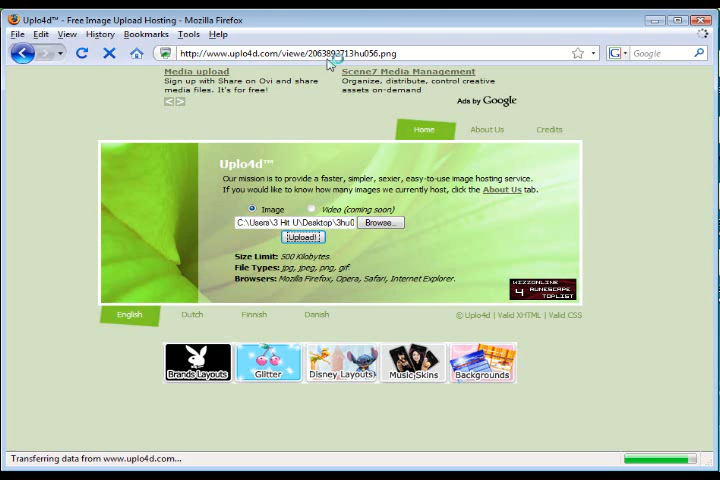 Uplo4d™ - Free Image Upload Hosting - Mozilla Firefox
File Edit View History Bookmarks Tools Help
http://www.uplo4d.com/viewe/2063892713hu056.png
Google
Media upload
Sign up with Share on Ovi and share
media files. It's for free!
Scene7 Media Management
Organize, distribute, control creative
assets on-demand
Ads by Google
Home About Us Credits
Uplo4d™
Our mission is to provide a faster, simpler, sexier, easy-to-use image hosting service.
If you would like to know how many images we currently host, click the About Us tab.
Image Video (coming soon)
C:\Users\3 Hit U\Desktop\3hu0 Browse...
Upload!
Size Limit: 500 Kilobytes.
File Types: jpg, jpeg, png, gif.
Browsers: Mozilla Firefox, Opera, Safari, Internet Explorer.
WIZZONLINE
4 RUNESCAPE
TOPLIST
English Dutch Finnish Danish
© Uplo4d | Valid XHTML | Valid CSS
Brands Layouts Glitter Disney Layouts Music Skins Backgrounds
Transferring data from www.uplo4d.com...